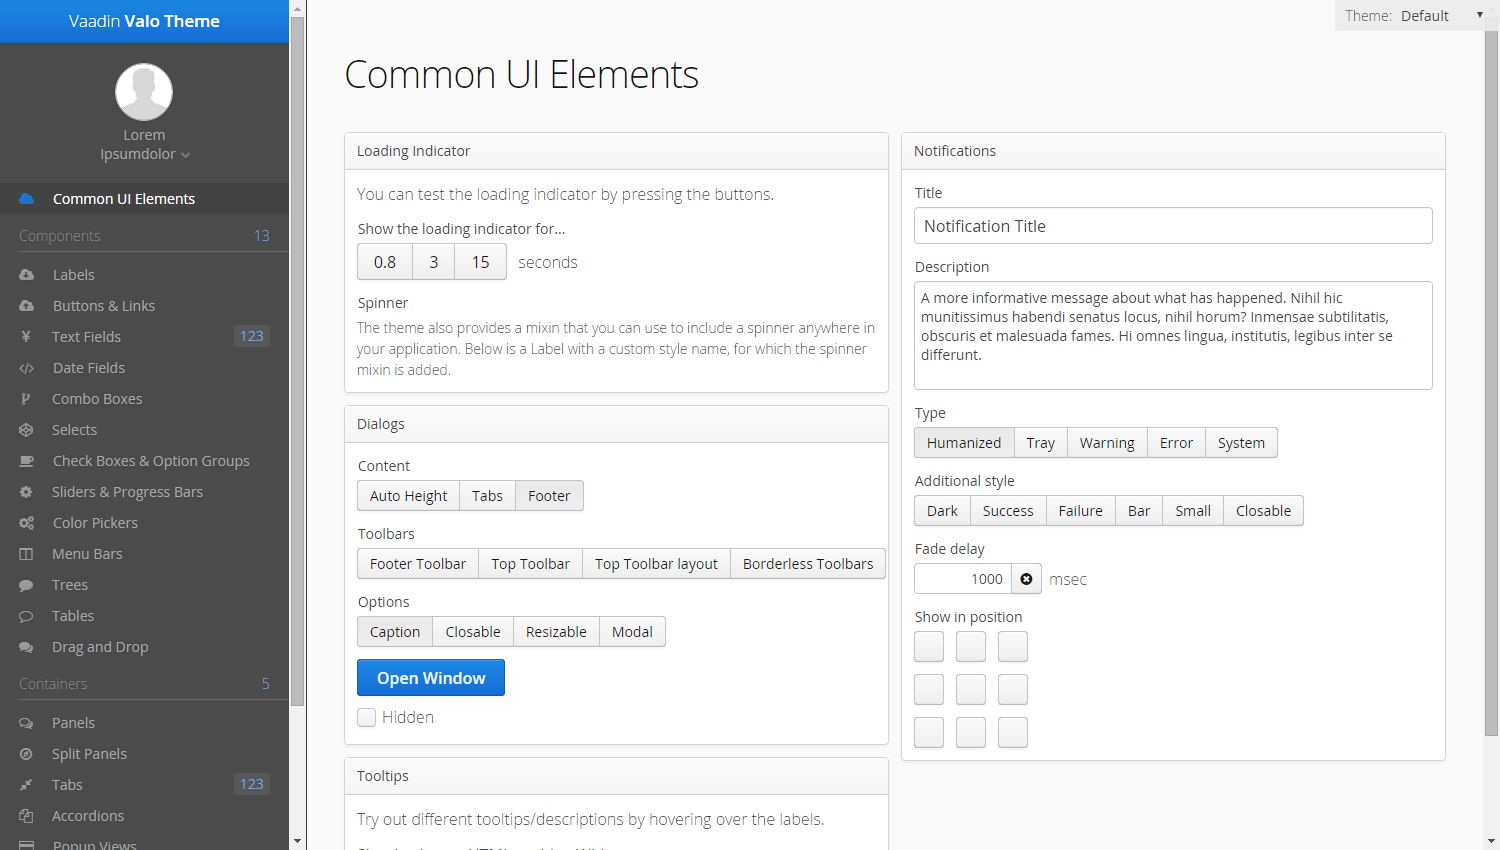 Vaadin Valo Theme
Lorem
Ipsumdolor
Common UI Elements
Components 13
Labels
Buttons & Links
Text Fields 123
Date Fields
Combo Boxes
Selects
Check Boxes & Option Groups
Sliders & Progress Bars
Color Pickers
Menu Bars
Trees
Tables
Drag and Drop
Containers 5
Panels
Split Panels
Tabs 123
Accordions
Popup Views
Theme: Default
Common UI Elements
Loading Indicator
You can test the loading indicator by pressing the buttons.
Show the loading indicator for...
0.8 3 15 seconds
Spinner
The theme also provides a mixin that you can use to include a spinner anywhere in
your application. Below is a Label with a custom style name, for which the spinner
mixin is added.
Dialogs
Content
Auto Height Tabs Footer
Toolbars
Footer Toolbar Top Toolbar Top Toolbar layout Borderless Toolbars
Options
Caption Closable Resizable Modal
Open Window
Hidden
Tooltips
Try out different tooltips/descriptions by hovering over the labels.
Notifications
Title
Notification Title
Description
A more informative message about what has happened. Nihil hic
munitissimus habendi senatus locus, nihil horum? Inmensae subtilitatis,
obscuris et malesuada fames. Hi omnes lingua, institutis, legibus inter se
differunt.
Type
Humanized Tray Warning Error System
Additional style
Dark Success Failure Bar Small Closable
Fade delay
1000 msec
Show in position